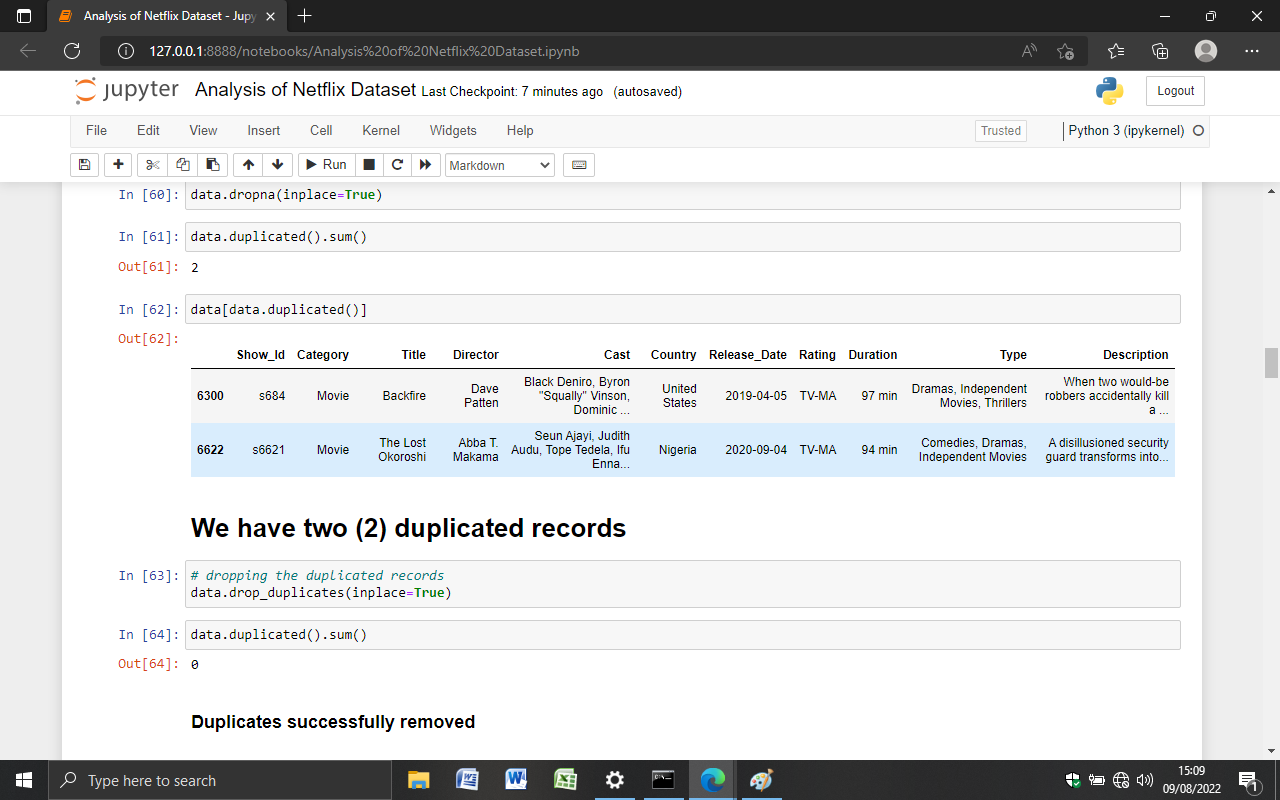 Analysis of Netflix Dataset - Jupy
127.0.0.1:8888/notebooks/Analysis%20of%20Netflix%20Dataset.ipynb
jupyter Analysis of Netflix Dataset Last Checkpoint: 7 minutes ago (autosaved)
Logout
File Edit View Insert Cell Kernel Widgets Help
Trusted
Python 3 (ipykernel)
Run
Markdown
In [60]: data.dropna(inplace=True)
In [61]: data.duplicated().sum()
Out[61]: 2
In [62]: data[data.duplicated()]
Out[62]:
Show_Id Category Title Director Cast Country Release_Date Rating Duration Type Description
6300 s684 Movie Backfire Dave Patten Black Deniro, Byron "Squally" Vinson, Dominic ... United States 2019-04-05 TV-MA 97 min Dramas, Independent Movies, Thrillers When two would-be robbers accidentally kill a ...
6622 s6621 Movie The Lost Okoroshi Abba T. Makama Seun Ajayi, Judith Audu, Tope Tedela, Ifu Enna... Nigeria 2020-09-04 TV-MA 94 min Comedies, Dramas, Independent Movies A disillusioned security guard transforms into...
We have two (2) duplicated records
In [63]: # dropping the duplicated records
data.drop_duplicates(inplace=True)
In [64]: data.duplicated().sum()
Out[64]: 0
Duplicates successfully removed
Type here to search
15:09
09/08/2022
1